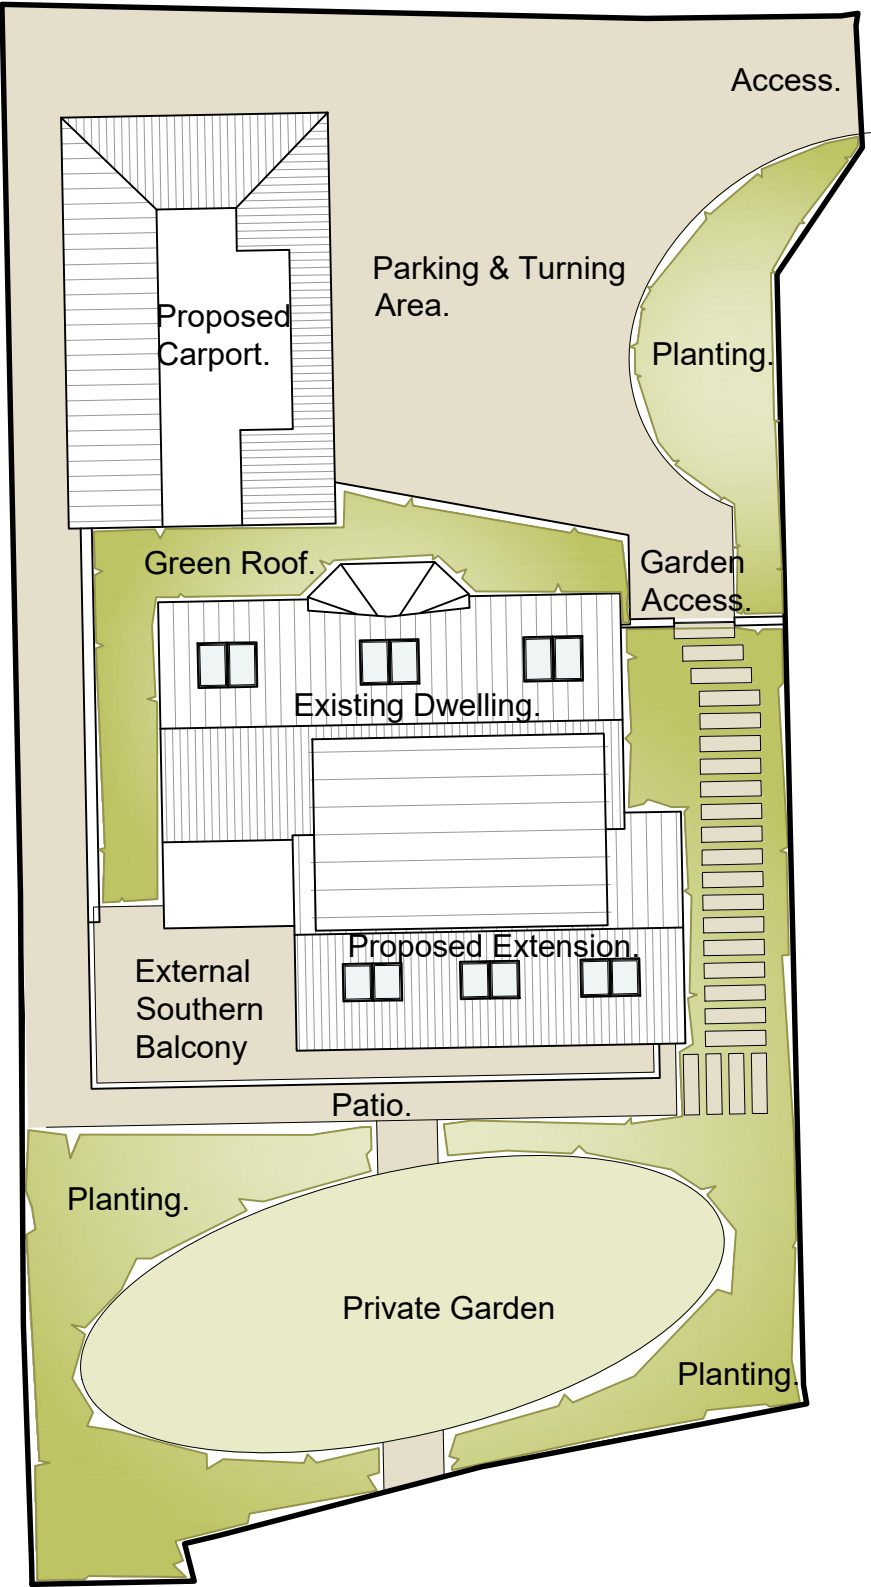 Access.
Parking & Turning
Area.
Proposed
Carport.
Planting.
Green Roof.
Garden
Access.
Existing Dwelling.
Proposed Extension.
External
Southern
Balcony
Patio.
Planting.
Private Garden
Planting.